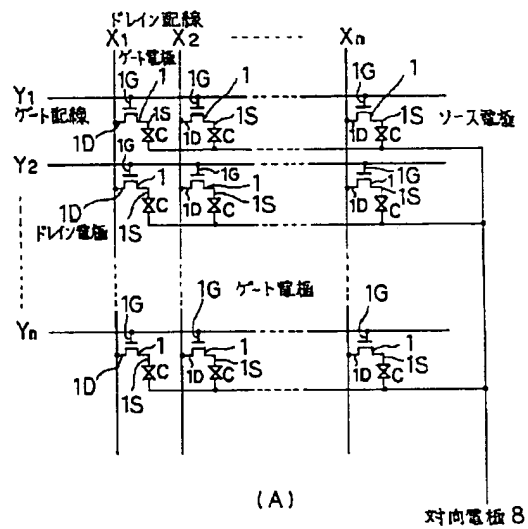 ドレイン配線
X1 X2 Xn
ゲート電極
1G 1 1G 1 1G 1
Y1
ゲート配線
1D 1S C 1D 1S C 1D 1S C
ソース電極
Y2
1G 1G 1G
1 1 1
1D 1S C 1D 1S C 1D 1S C
ドレイン電極
1G 1G ゲート電極 1G
Yn
1 1 1
1D 1S C 1D 1S C 1D 1S C
(A)
対向電極8